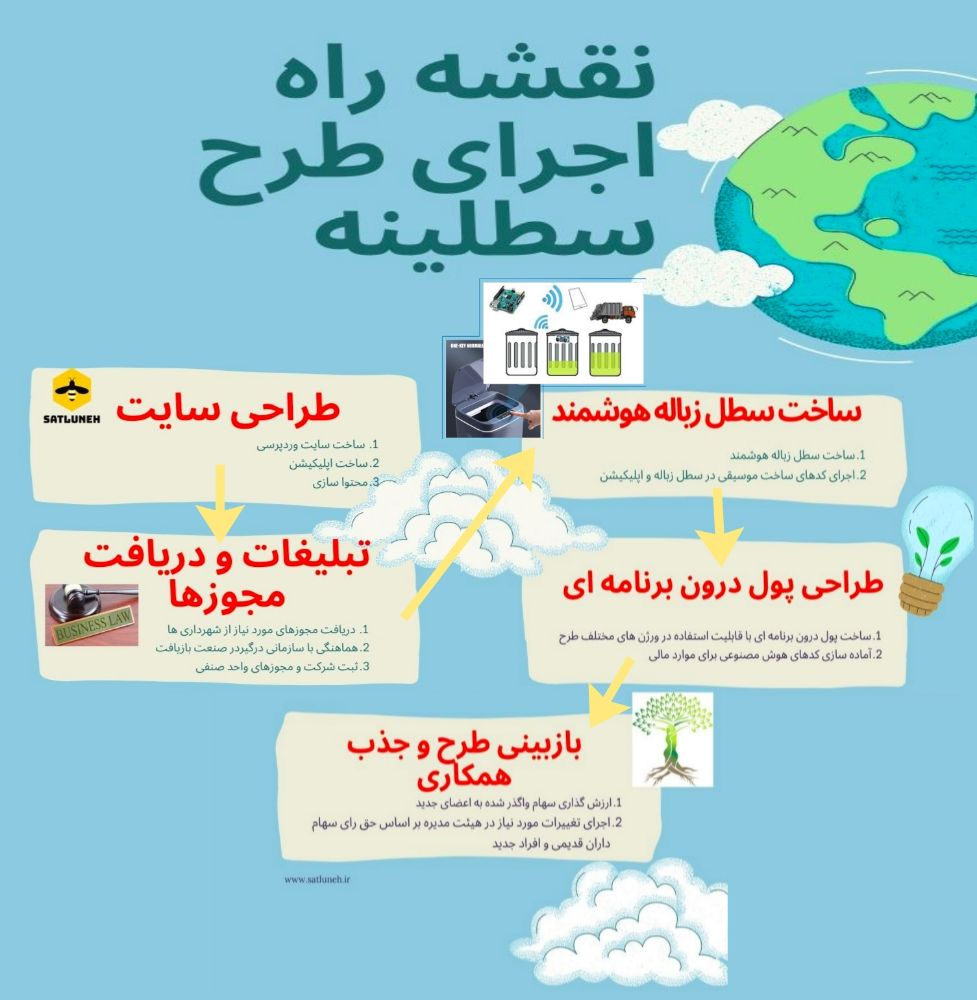 نقشه راه
اجرای طرح
سطلینه
SATLUNEH
طراحی سایت
1. ساخت سایت وردپرسی
2. ساخت اپلیکیشن
3. محتوا سازی
تبلیغات و دریافت
مجوزها
BUSINESS LAW
1. دریافت مجوزهای مورد نیاز از شهرداری ها
2. هماهنگی با سازمانی درگیردر صنعت بازیافت
3. ثبت شرکت و مجوزهای واحد صنفی
ساخت سطل زباله هوشمند
1. ساخت سطل زباله هوشمند
2. اجرای کدهای ساخت موسیقی در سطل زباله و اپلیکیشن
طراحی پول درون برنامه ای
1. ساخت پول درون برنامه ای با قابلیت استفاده در ورژن های مختلف طرح
2. آماده سازی کدهای هوش مصنوعی برای موارد مالی
بازبینی طرح و جذب
همکاری
1. ارزش گذاری سهام واگذر شده به اعضای جدید
2. اجرای تغییرات مورد نیاز در هیئت مدیره بر اساس حق رای سهام
داران قدیمی و افراد جدید
www.satluneh.ir